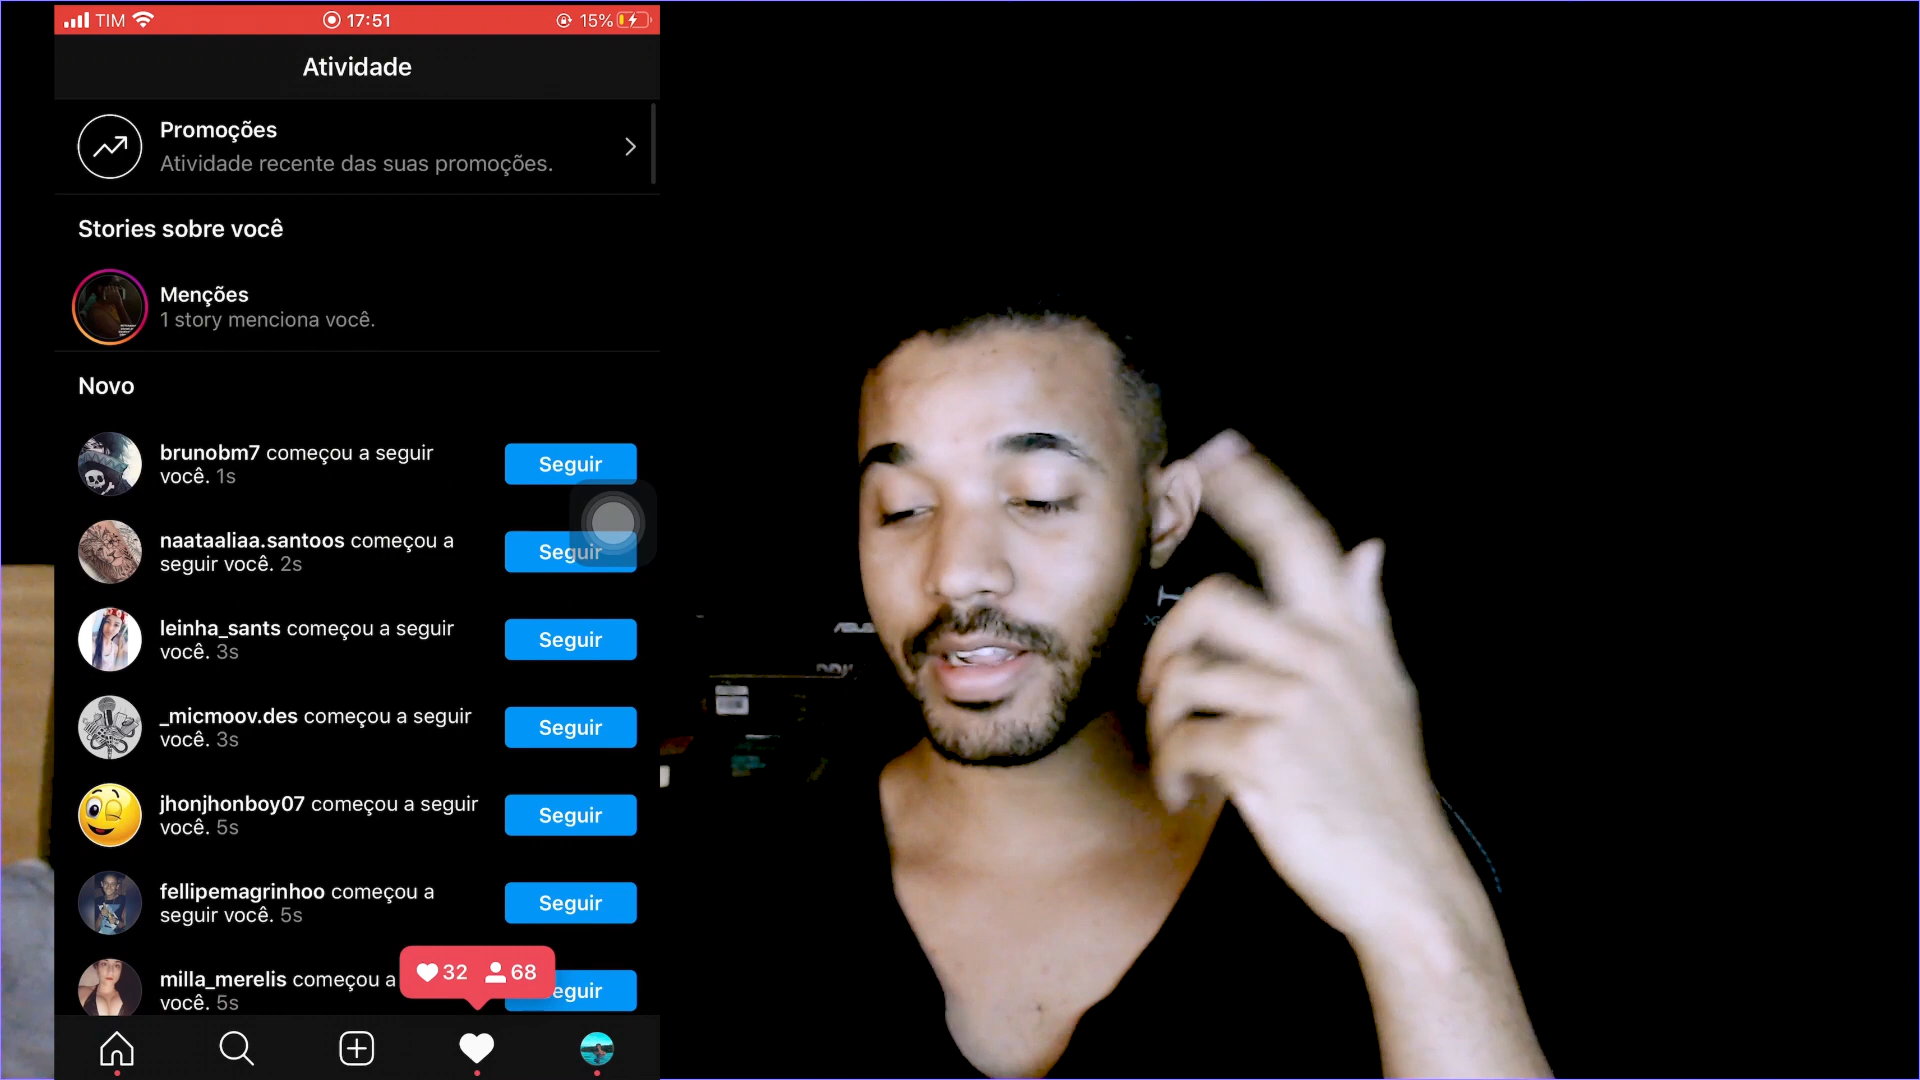 TIM 17:51 15%
Atividade
Promoções
Atividade recente das suas promoções.
Stories sobre você
Menções
1 story menciona você.
Novo
brunobm7 começou a seguir
você. 1s
Seguir
naataaliaa.santoos começou a
seguir você. 2s
Seguir
leinha_sants começou a seguir
você. 3s
Seguir
_micmoov.des começou a seguir
você. 3s
Seguir
jhonjhonboy07 começou a seguir
você. 5s
Seguir
fellipemagrinhoo começou a
seguir você. 5s
Seguir
milla_merelis começou a
você. 5s
eguir
32 68